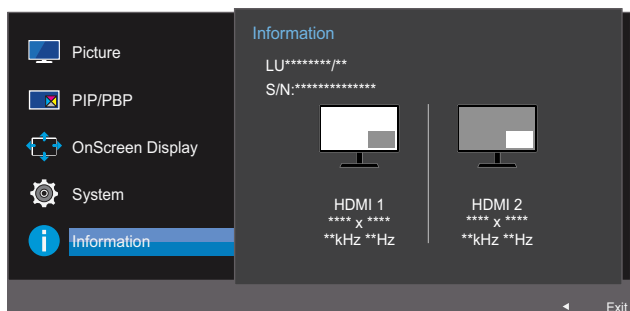 Picture
PIP/PBP
OnScreen Display
System
Information
Information
LU********/**
S/N:**************
HDMI 1
**** x ****
**kHz **Hz
HDMI 2
**** x ****
**kHz **Hz
Exit